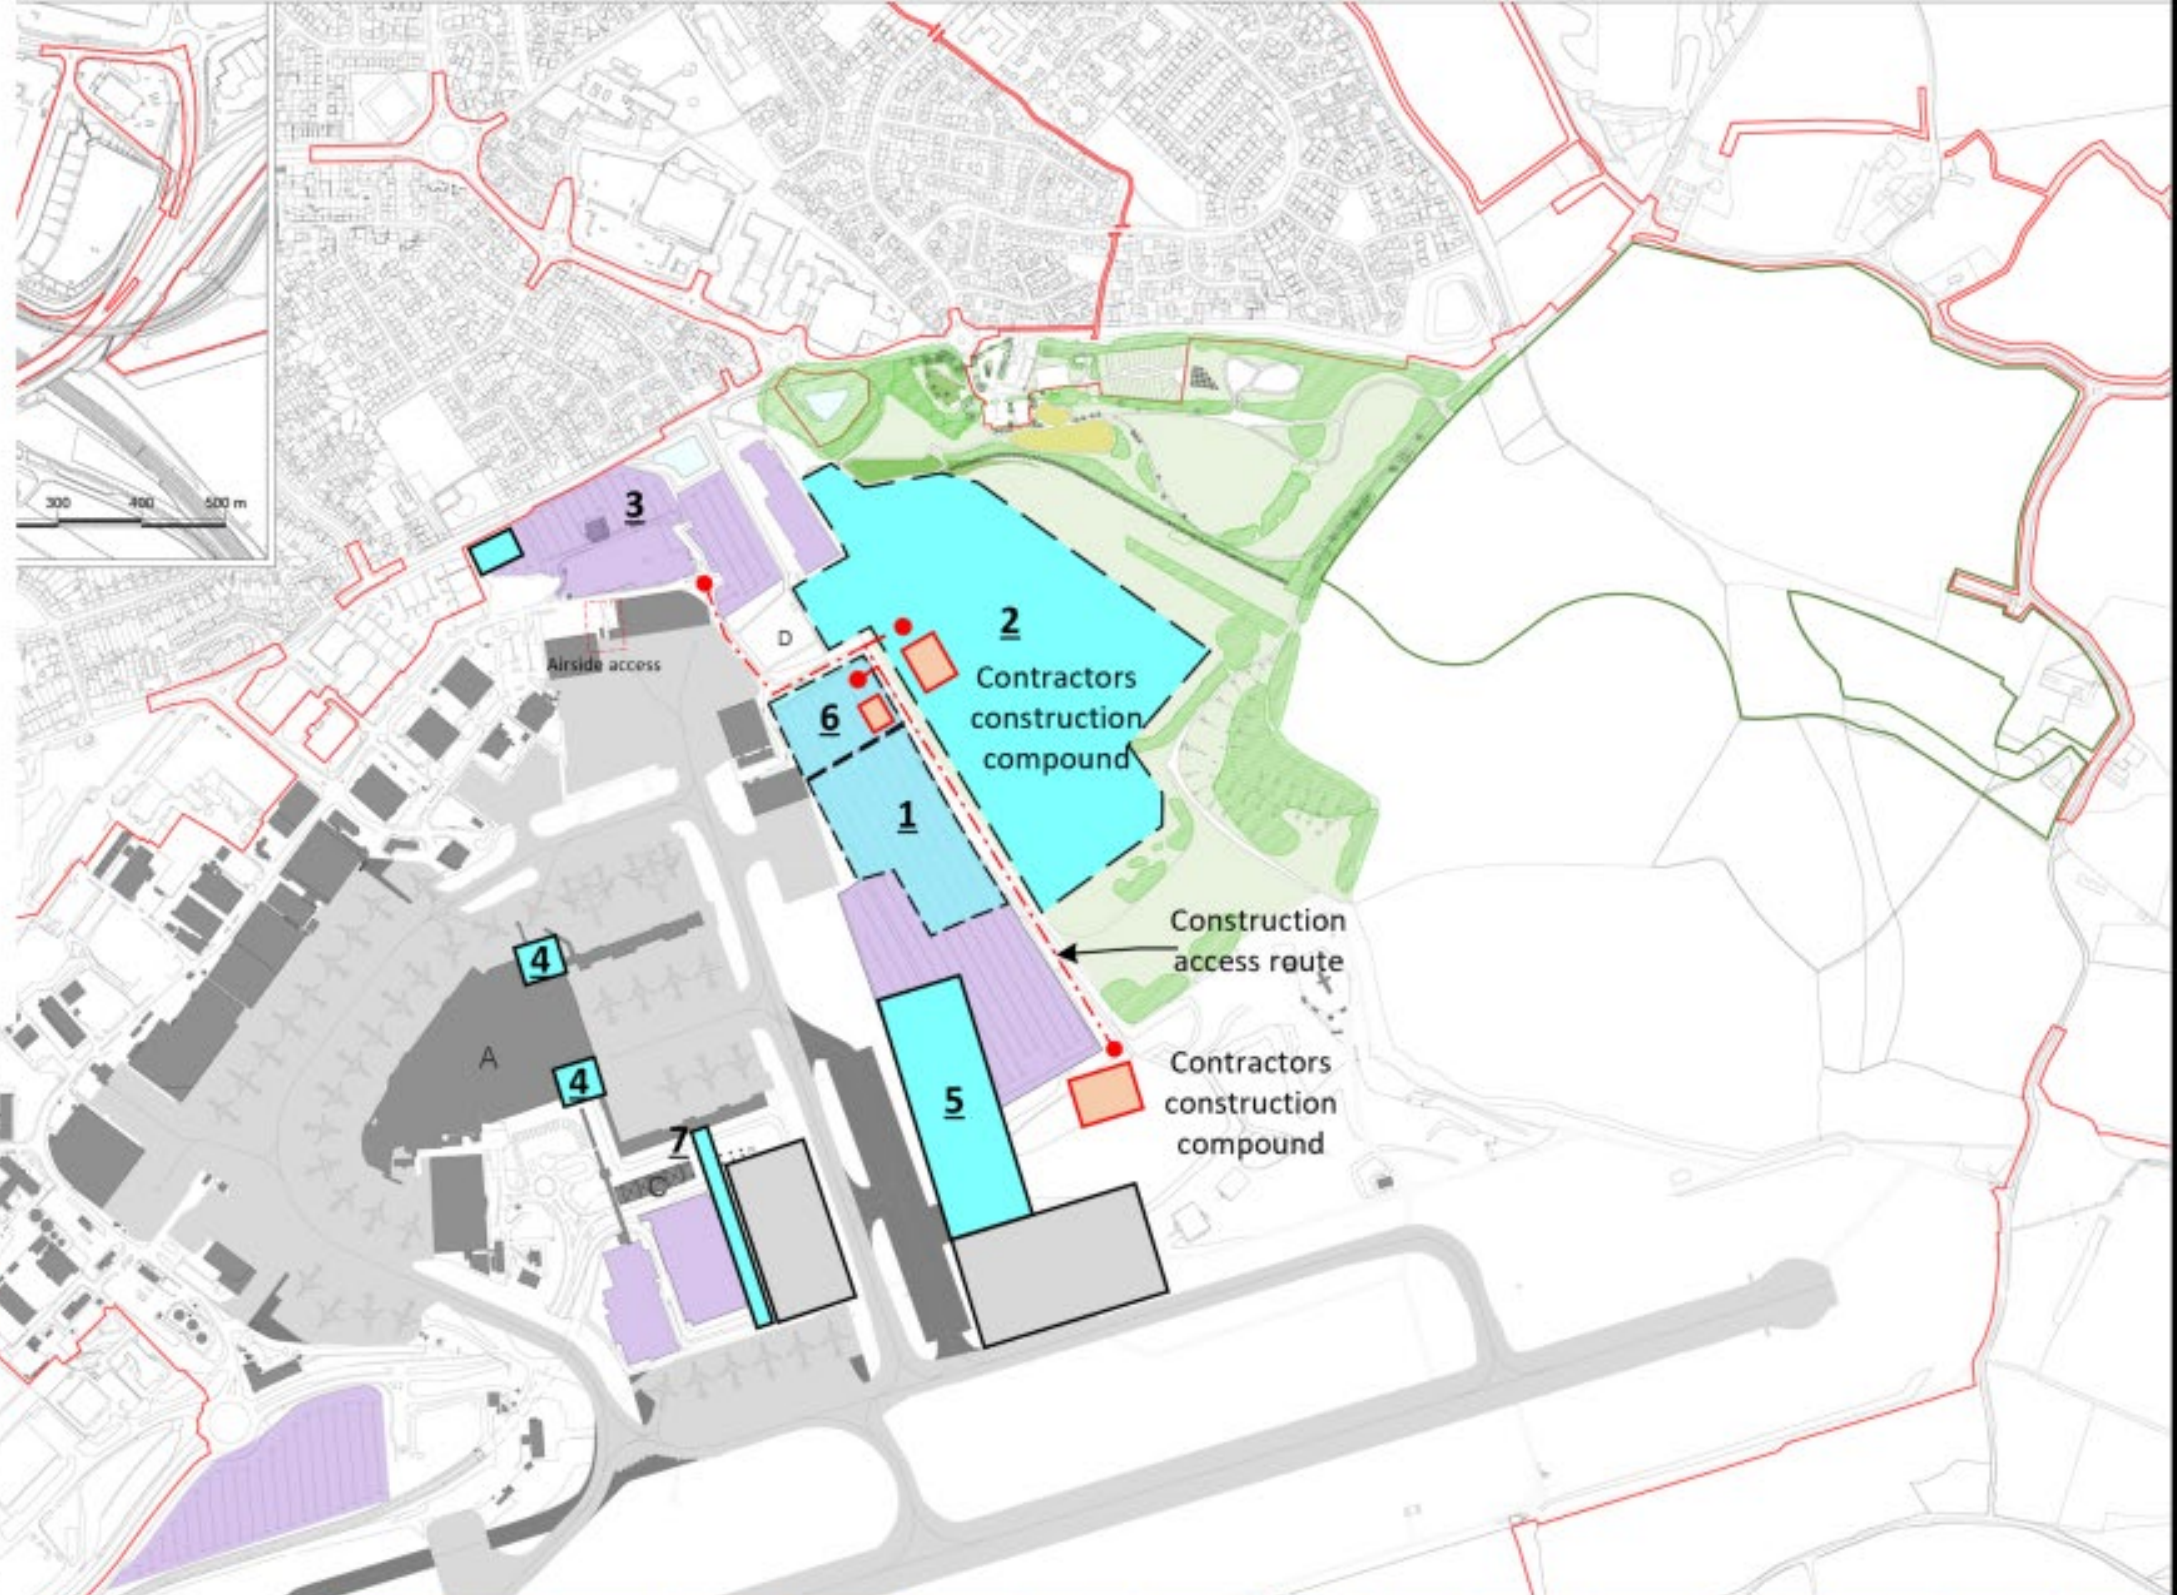 300 400 500 m
3
D
2
Airside access
Contractors
construction
compound
6
1
Construction
access route
4
A
4
5
Contractors
construction
compound
7
C